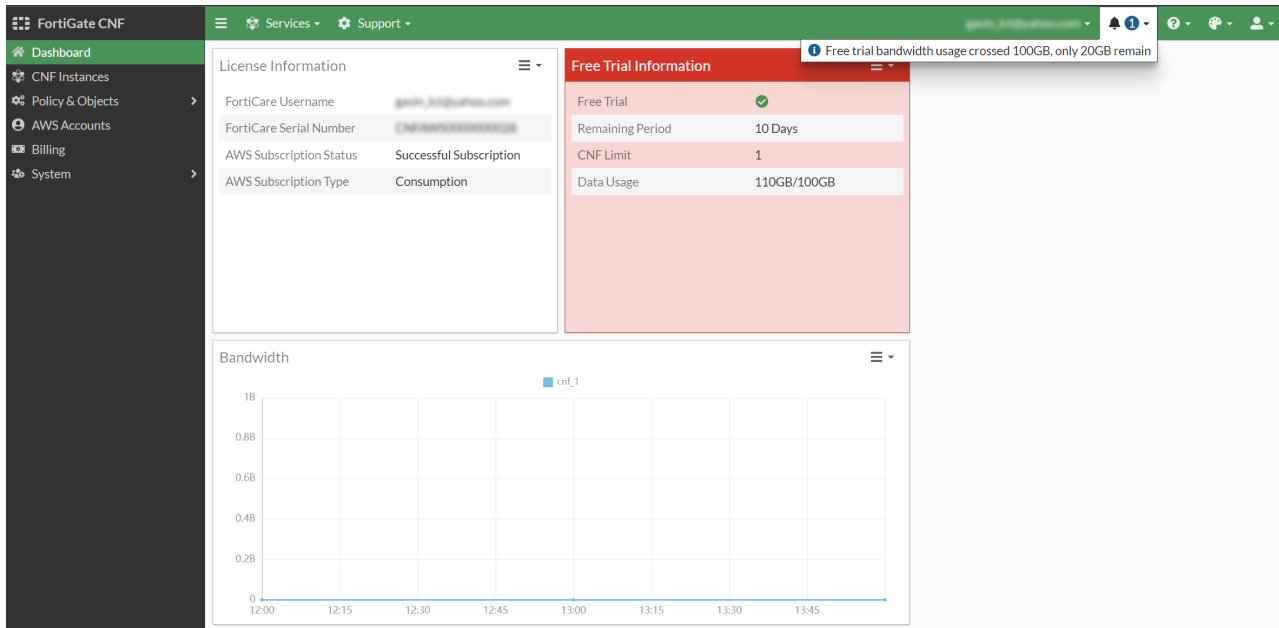 FortiGate CNF
Services
Support
1
Free trial bandwidth usage crossed 100GB, only 20GB remain
Dashboard
CNF Instances
Policy & Objects
AWS Accounts
Billing
System
License Information
FortiCare Username
FortiCare Serial Number
AWS Subscription Status Successful Subscription
AWS Subscription Type Consumption
Free Trial Information
Free Trial
Remaining Period 10 Days
CNF Limit 1
Data Usage 110GB/100GB
Bandwidth
cnf_1
1B
0.8B
0.6B
0.4B
0.2B
0
12:00 12:15 12:30 12:45 13:00 13:15 13:30 13:45